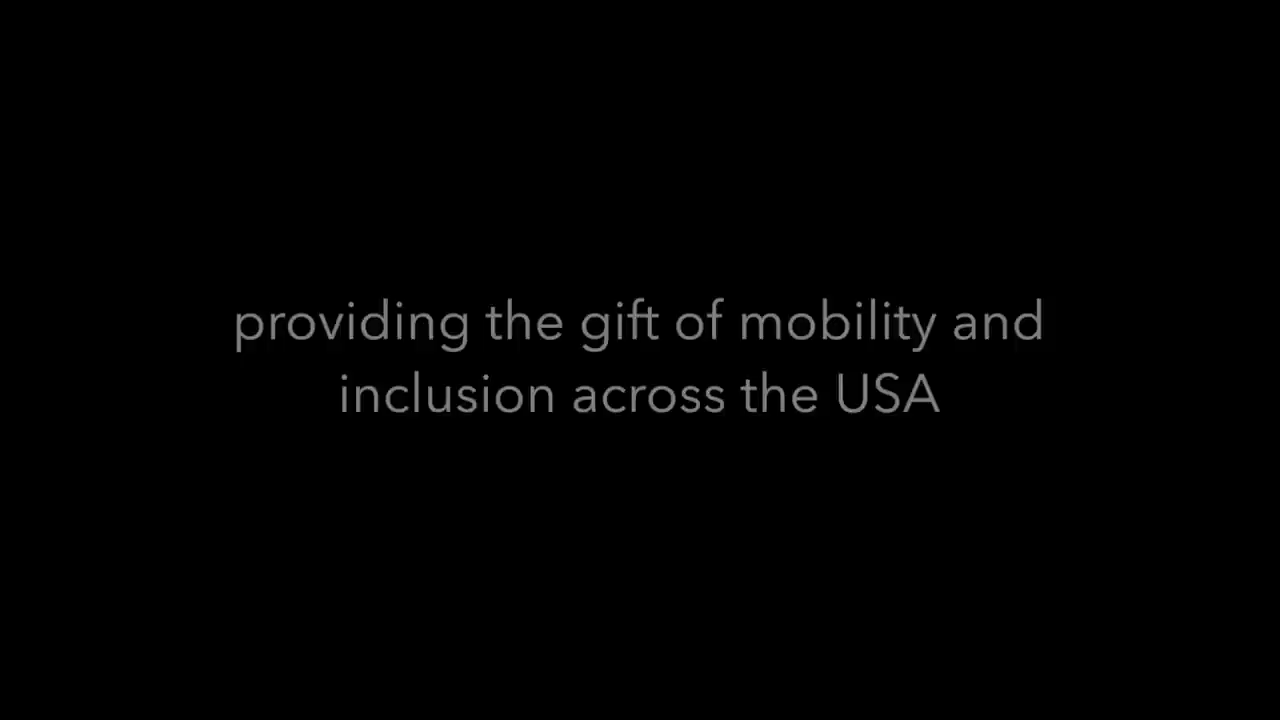 providing the gift of mobility and
inclusion across the USA